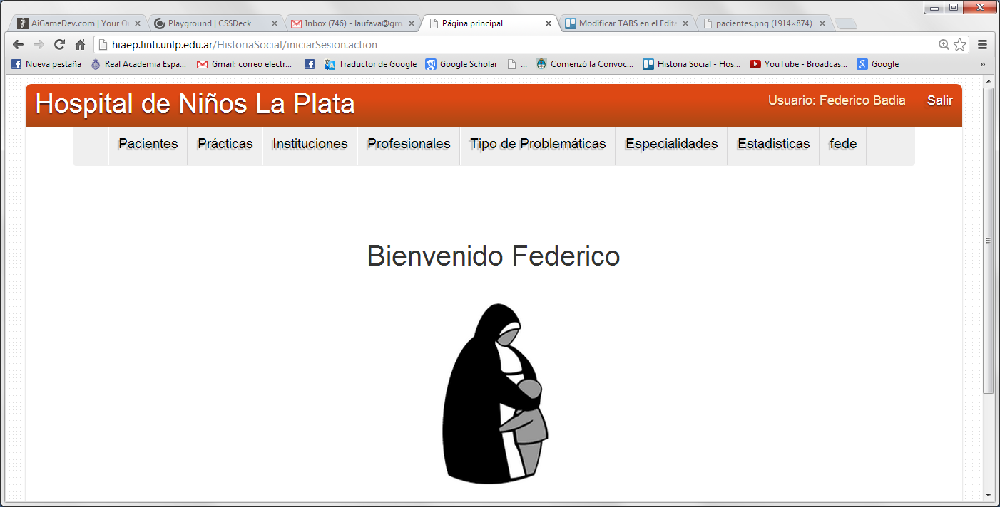 AiGameDev.com | Your O
Playground | CSSDeck
Inbox (746) - laufava@gm
Página principal
Modificar TABS en el Edita
pacientes.png (1914×874)
hiaep.linti.unlp.edu.ar/HistoriaSocial/iniciarSesion.action
Nueva pestaña
Real Academia Espa...
Gmail: correo electr...
Traductor de Google
Google Scholar
...
Comenzó la Convoc...
Historia Social - Hos...
YouTube - Broadcas...
Google
»
Hospital de Niños La Plata
Usuario: Federico Badia
Salir
Pacientes
Prácticas
Instituciones
Profesionales
Tipo de Problemáticas
Especialidades
Estadisticas
fede
Bienvenido Federico